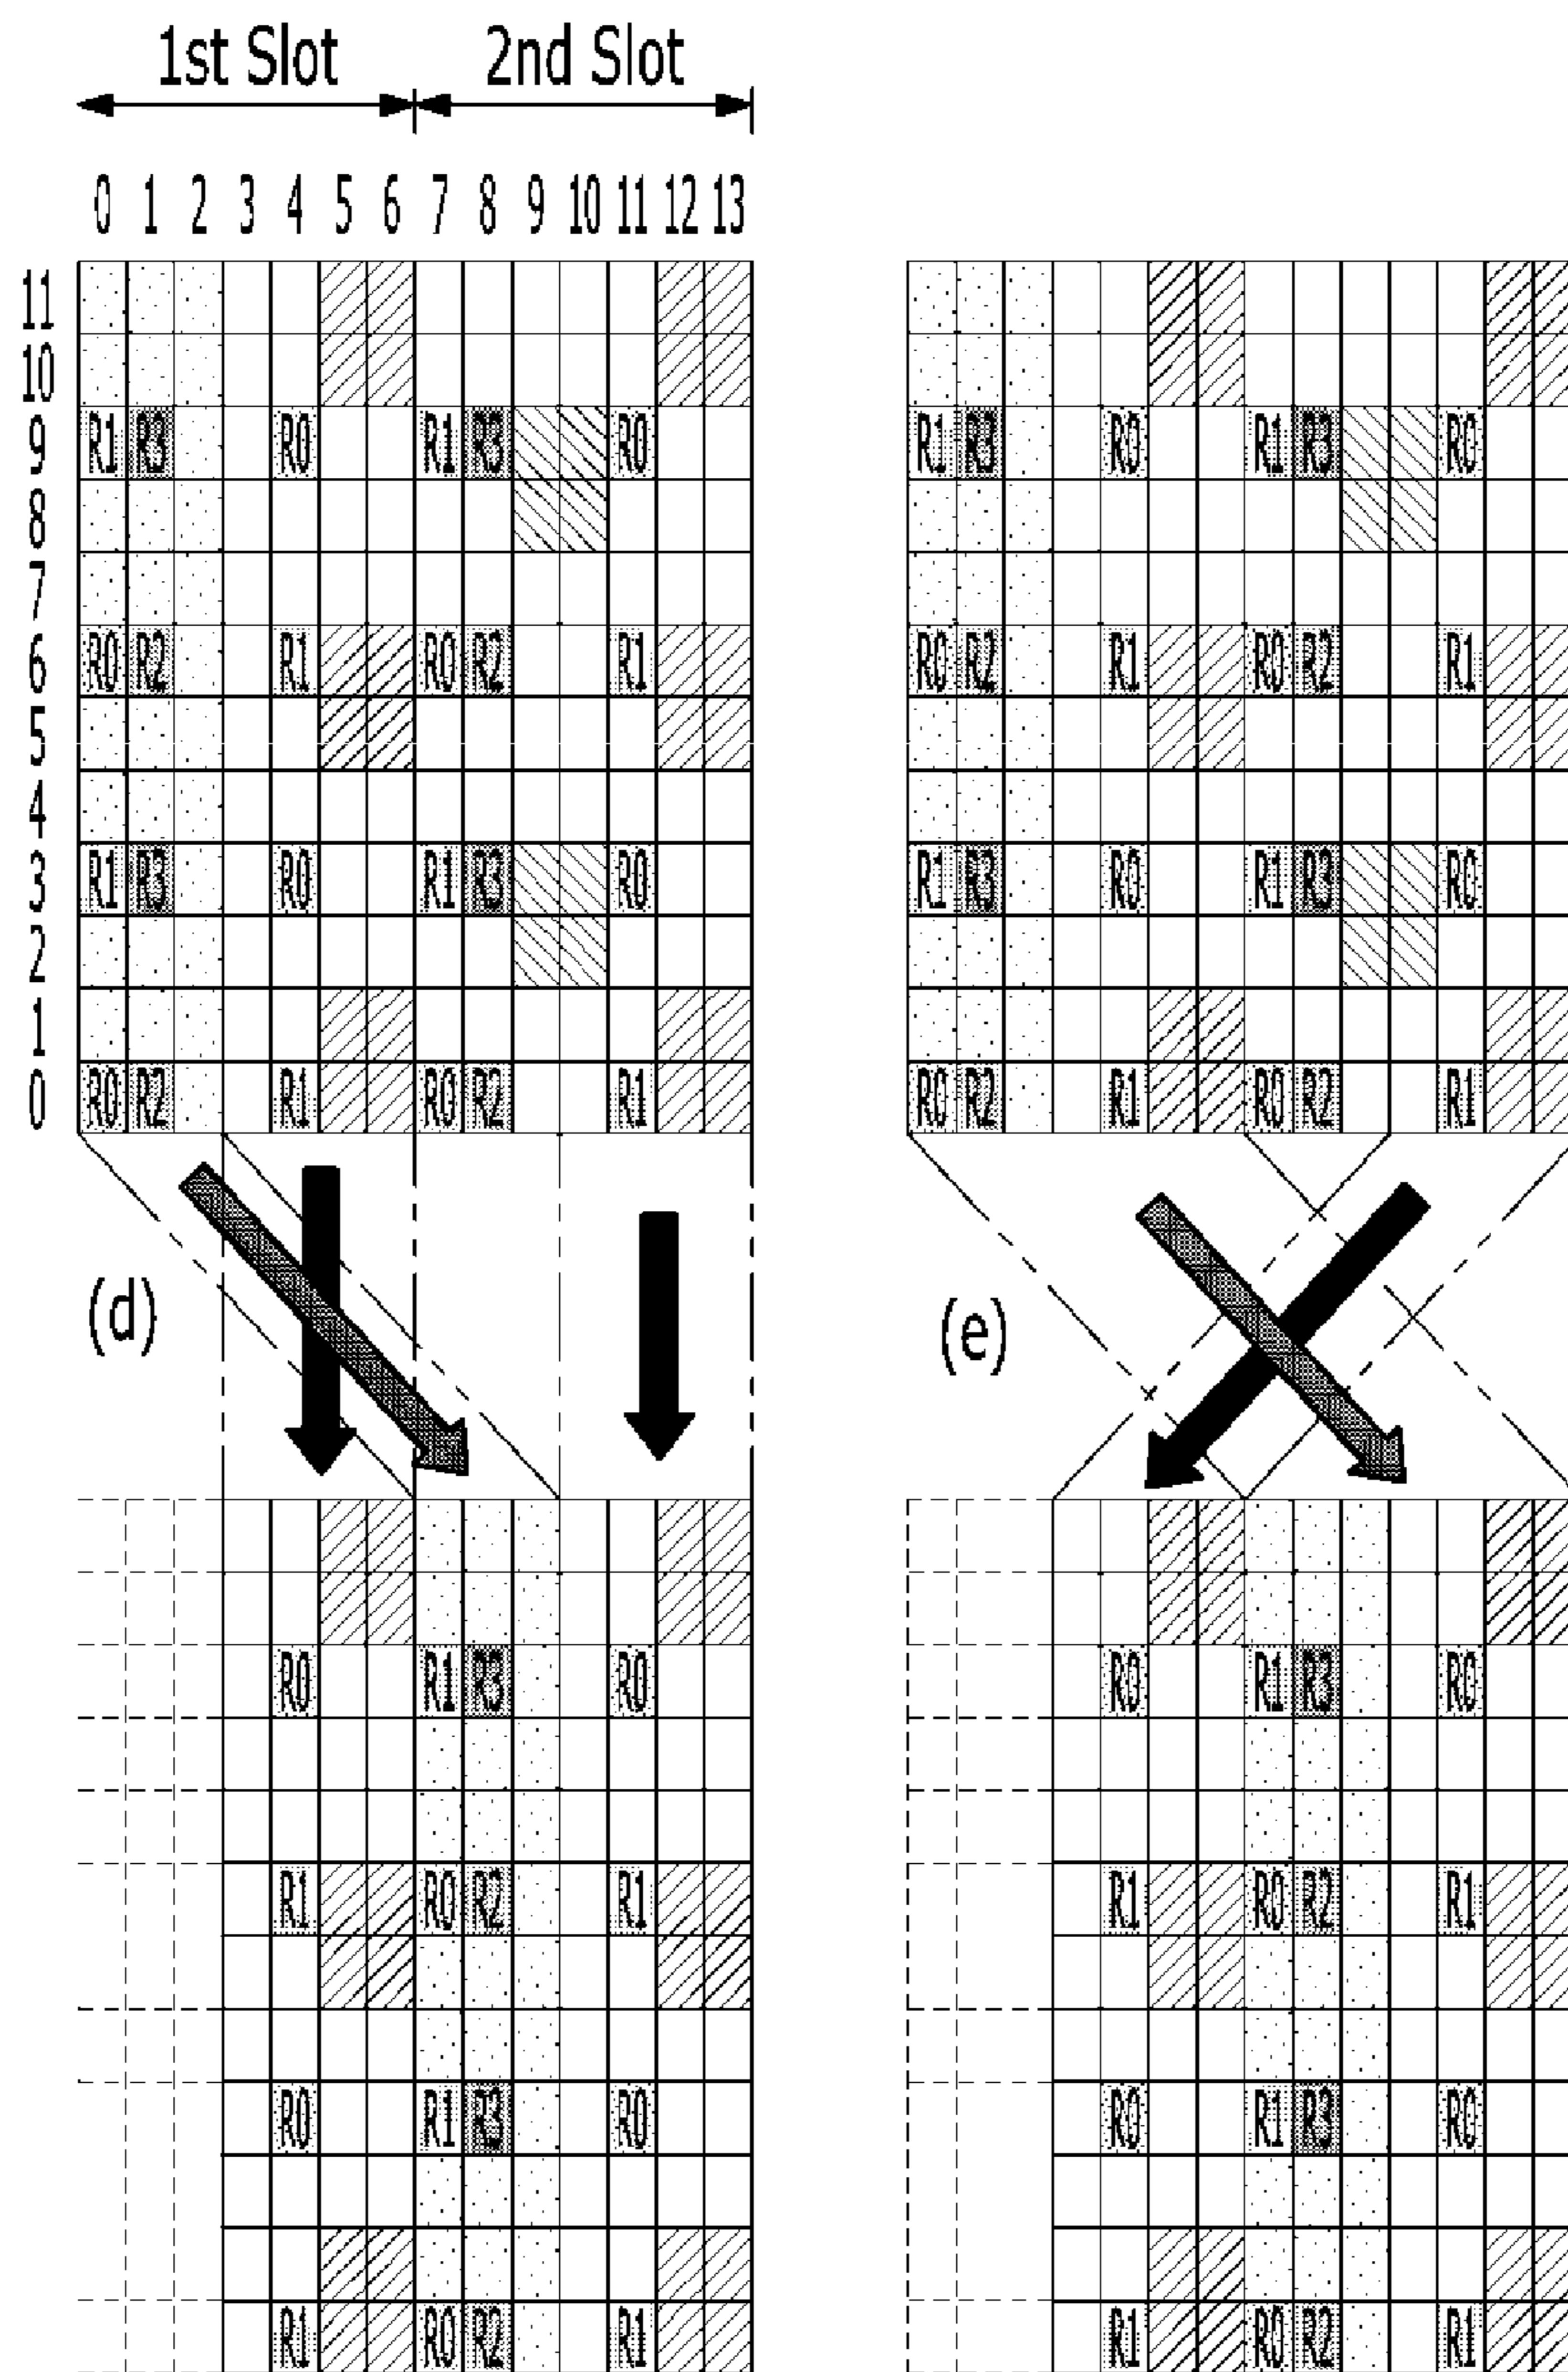 1st Slot 2nd Slot
0 1 2 3 4 5 6 7 8 9 10 11 12 13
11
10
9 R1 R3 R0 R1 R3 R0 R1 R3 R0 R1 R3 R0
8
7
6 R0 R2 R1 R0 R2 R1 R0 R2 R1 R0 R2 R1
5
4
3 R1 R3 R0 R1 R3 R0 R1 R3 R0 R1 R3 R0
2
1
0 R0 R2 R1 R0 R2 R1 R0 R2 R1 R0 R2 R1
(d) (e)
R0 R1 R3 R0 R0 R1 R3 R0
R1 R0 R2 R1 R1 R0 R2 R1
R0 R1 R3 R0 R0 R1 R3 R0
R1 R0 R2 R1 R1 R0 R2 R1